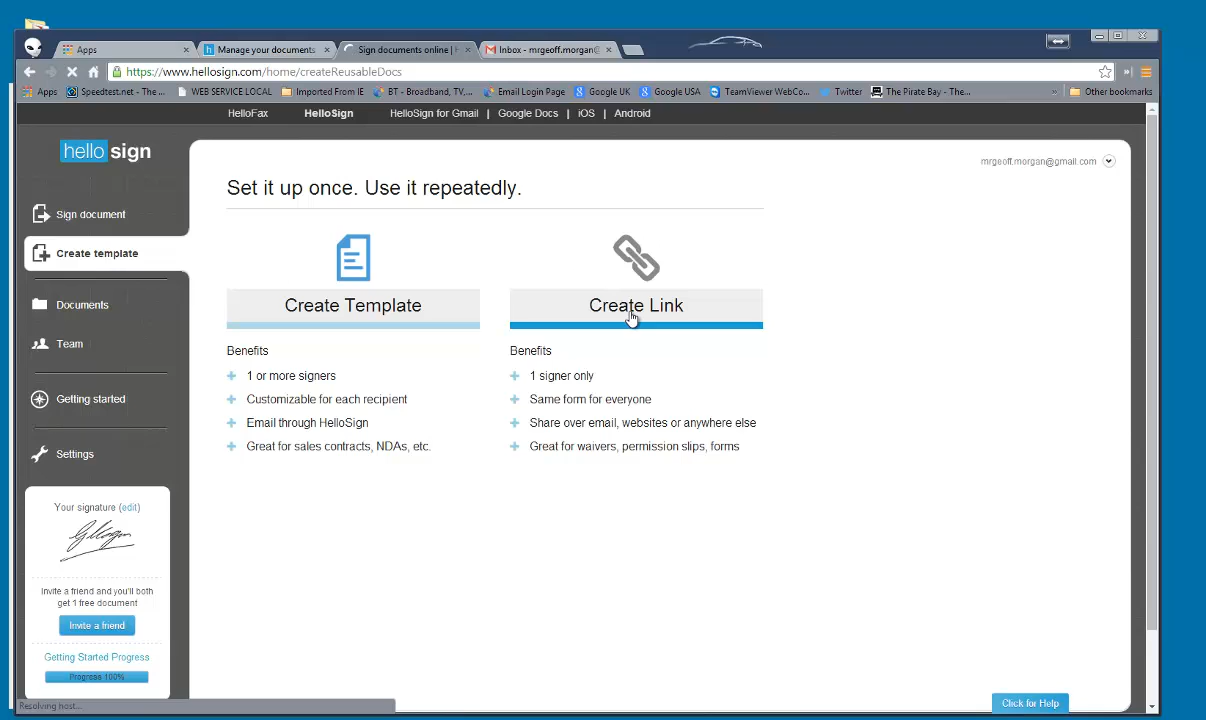 Apps
Manage your documents
Sign documents online | H
Inbox - mrgeoff.morgan@
https://www.hellosign.com/home/createReusableDocs
Apps
Speedtest.net - The ...
WEB SERVICE LOCAL
Imported From IE
BT - Broadband, TV,...
Email Login Page
Google UK
Google USA
TeamViewer WebCo...
Twitter
The Pirate Bay - The...
»
Other bookmarks
HelloFax
HelloSign
HelloSign for Gmail | Google Docs | iOS | Android
hello sign
mrgeoff.morgan@gmail.com
Sign document
Create template
Documents
Team
Getting started
Settings
Your signature (edit)
Invite a friend and you'll both
get 1 free document
Invite a friend
Getting Started Progress
Progress 100%
Set it up once. Use it repeatedly.
Create Template
Benefits
1 or more signers
Customizable for each recipient
Email through HelloSign
Great for sales contracts, NDAs, etc.
Create Link
Benefits
1 signer only
Same form for everyone
Share over email, websites or anywhere else
Great for waivers, permission slips, forms
Resolving host...
Click for Help